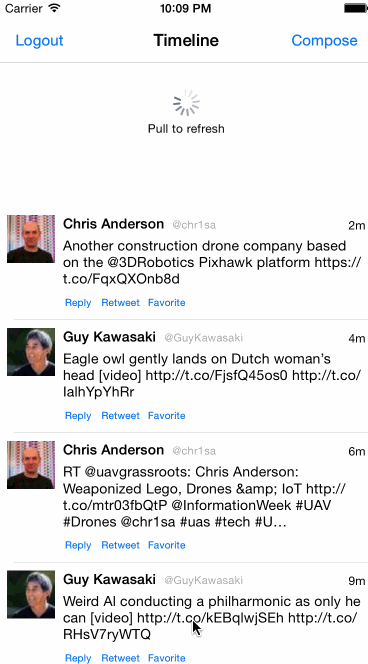 Carrier 10:09 PM
Logout Timeline Compose
Pull to refresh
Chris Anderson @chr1sa 2m
Another construction drone company based
on the @3DRobotics Pixhawk platform https://
t.co/FqxQXOnb8d
Reply Retweet Favorite
Guy Kawasaki @GuyKawasaki 4m
Eagle owl gently lands on Dutch woman's
head [video] http://t.co/FjsfQ45os0 http://t.co/
IalhYpYhRr
Reply Retweet Favorite
Chris Anderson @chr1sa 6m
RT @uavgrassroots: Chris Anderson:
Weaponized Lego, Drones &amp; IoT http://
t.co/mtr03fbQtP @InformationWeek #UAV
#Drones @chr1sa #uas #tech #U...
Reply Retweet Favorite
Guy Kawasaki @GuyKawasaki 9m
Weird Al conducting a philharmonic as only he
can [video] http://t.co/kEBqlwjSEh http://t.co/
RHsV7ryWTQ
Reply Retweet Favorite